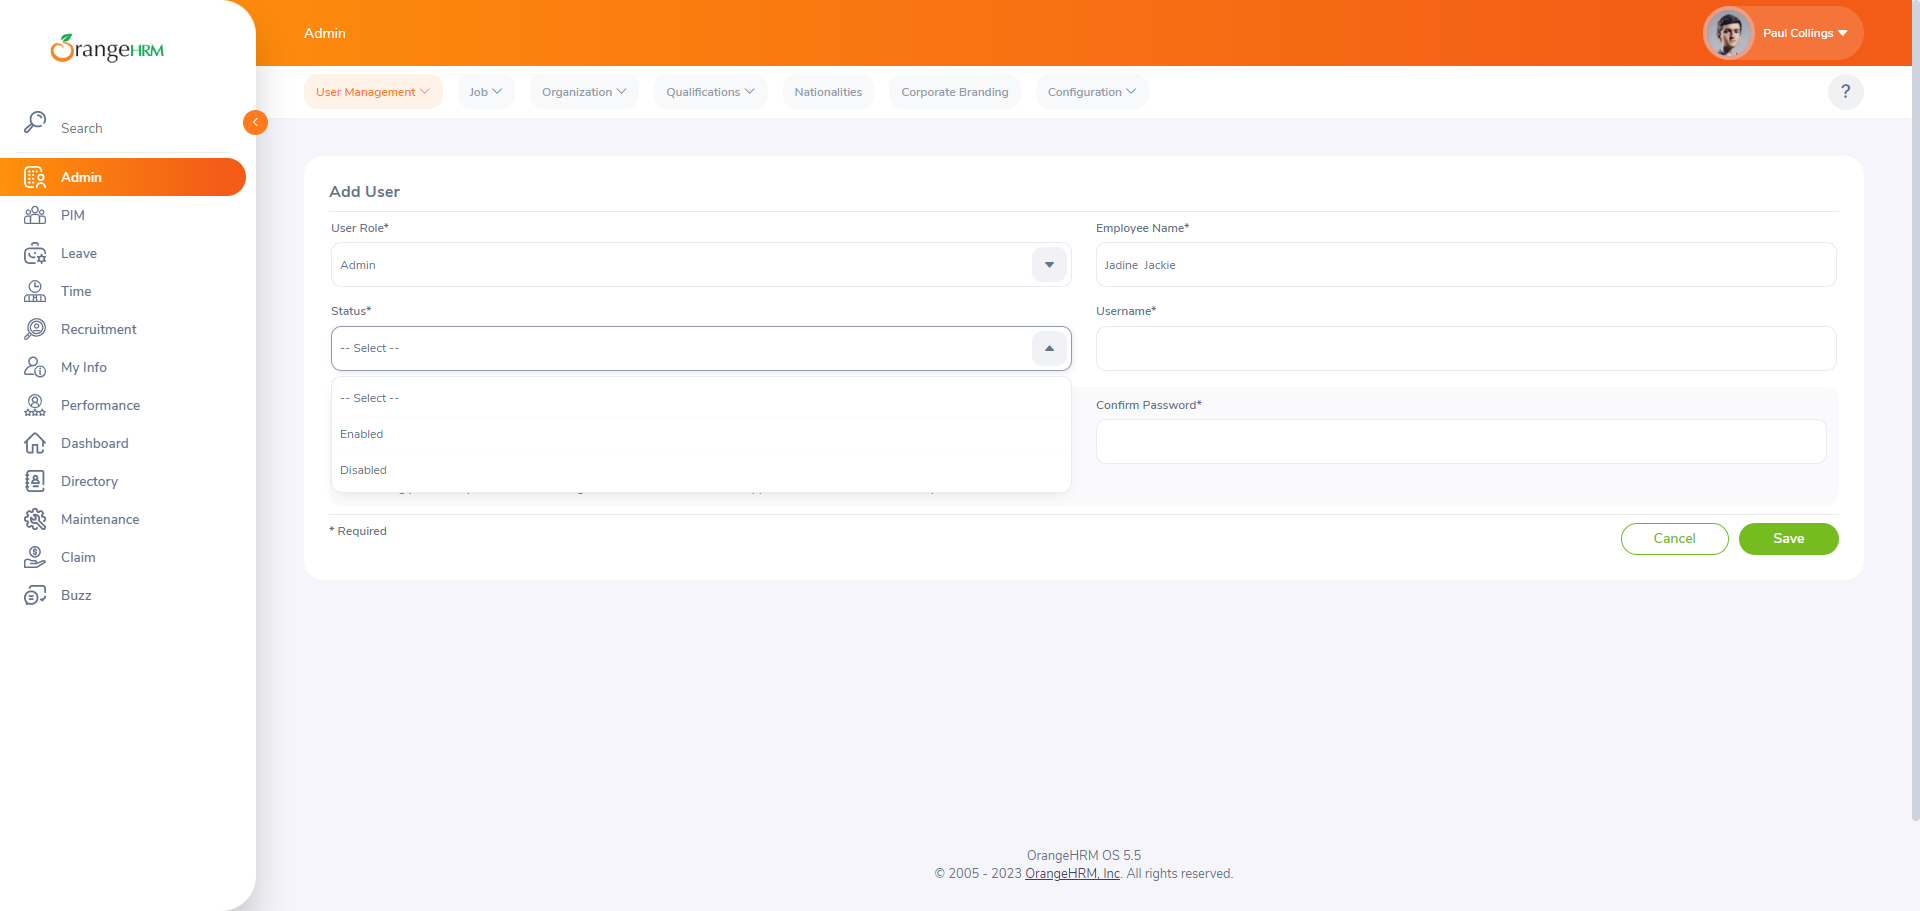 OrangeHRM
Admin
Paul Collings
User Management
Job
Organization
Qualifications
Nationalities
Corporate Branding
Configuration
?
Search
Admin
PIM
Leave
Time
Recruitment
My Info
Performance
Dashboard
Directory
Maintenance
Claim
Buzz
Add User
User Role*
Employee Name*
Admin
Jadine  Jackie
Status*
Username*
-- Select --
-- Select --
Enabled
Disabled
Confirm Password*
* Required
Cancel
Save
OrangeHRM OS 5.5
© 2005 - 2023 OrangeHRM, Inc. All rights reserved.